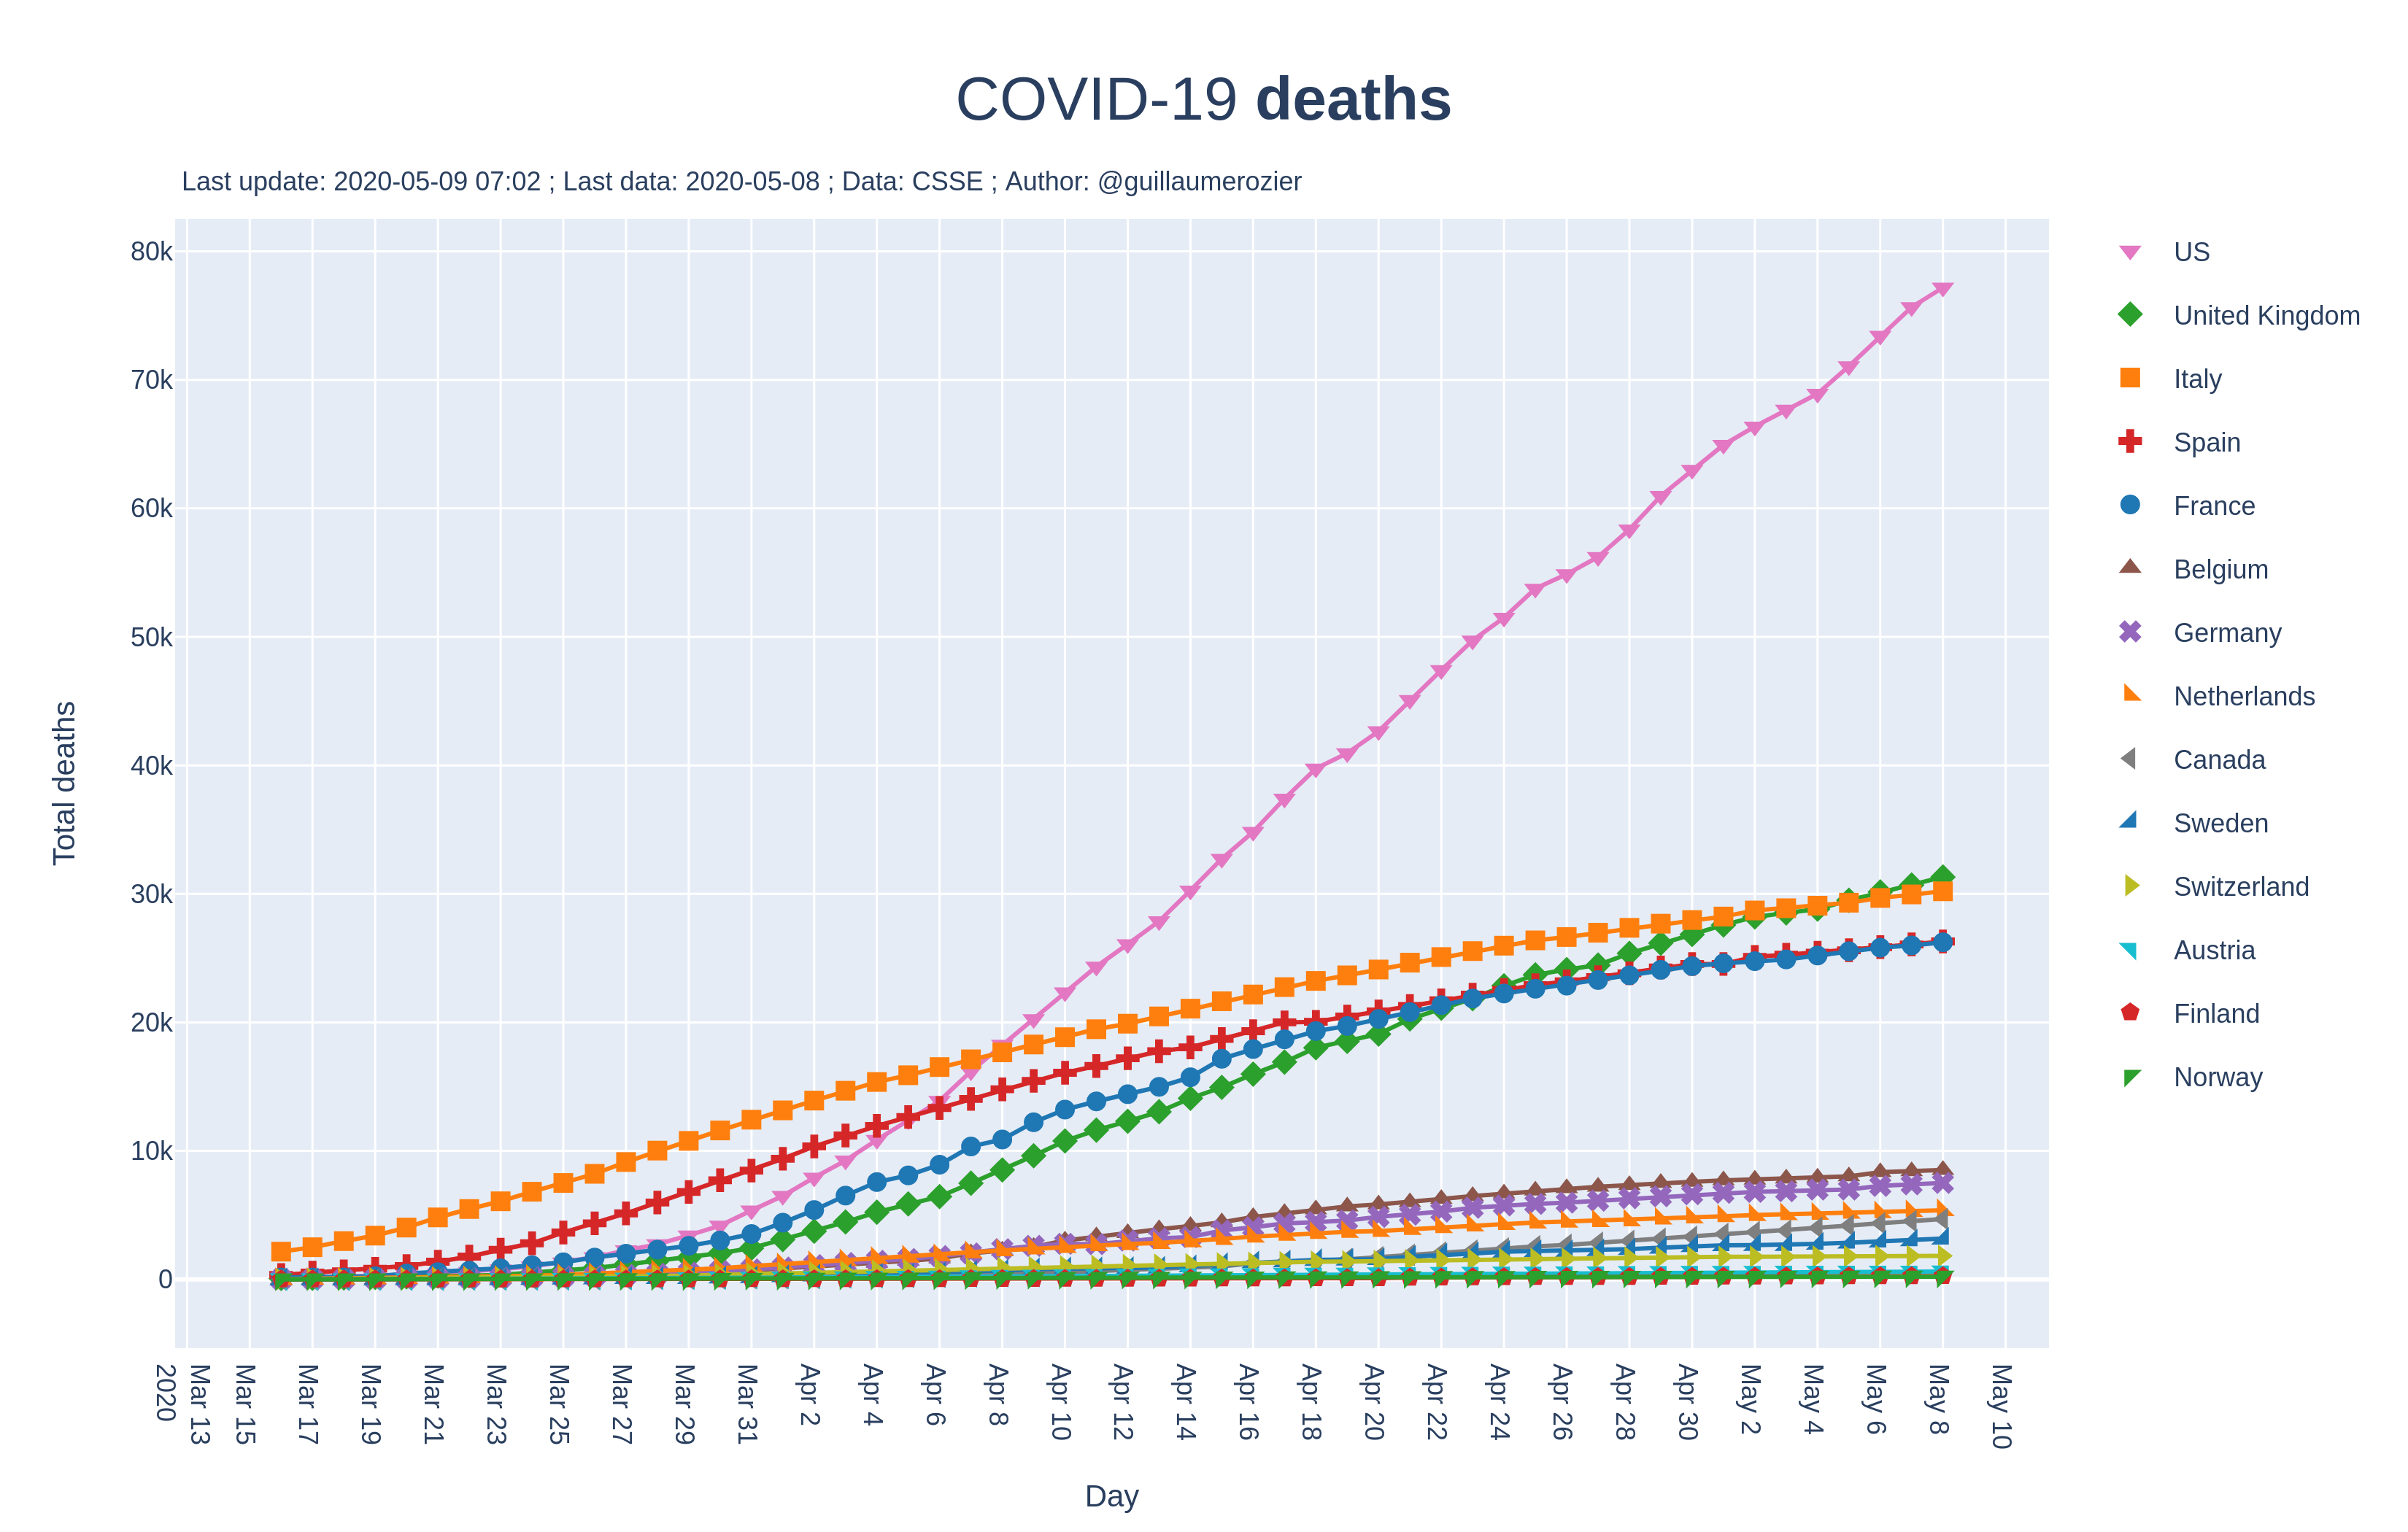 COVID-19 deaths
Last update: 2020-05-09 07:02 ; Last data: 2020-05-08 ; Data: CSSE ; Author: @guillaumerozier
80k
70k
60k
50k
40k
30k
20k
10k
0
Total deaths
Mar 13
2020
Mar 15
Mar 17
Mar 19
Mar 21
Mar 23
Mar 25
Mar 27
Mar 29
Mar 31
Apr 2
Apr 4
Apr 6
Apr 8
Apr 10
Apr 12
Apr 14
Apr 16
Apr 18
Apr 20
Apr 22
Apr 24
Apr 26
Apr 28
Apr 30
May 2
May 4
May 6
May 8
May 10
Day
US
United Kingdom
Italy
Spain
France
Belgium
Germany
Netherlands
Canada
Sweden
Switzerland
Austria
Finland
Norway